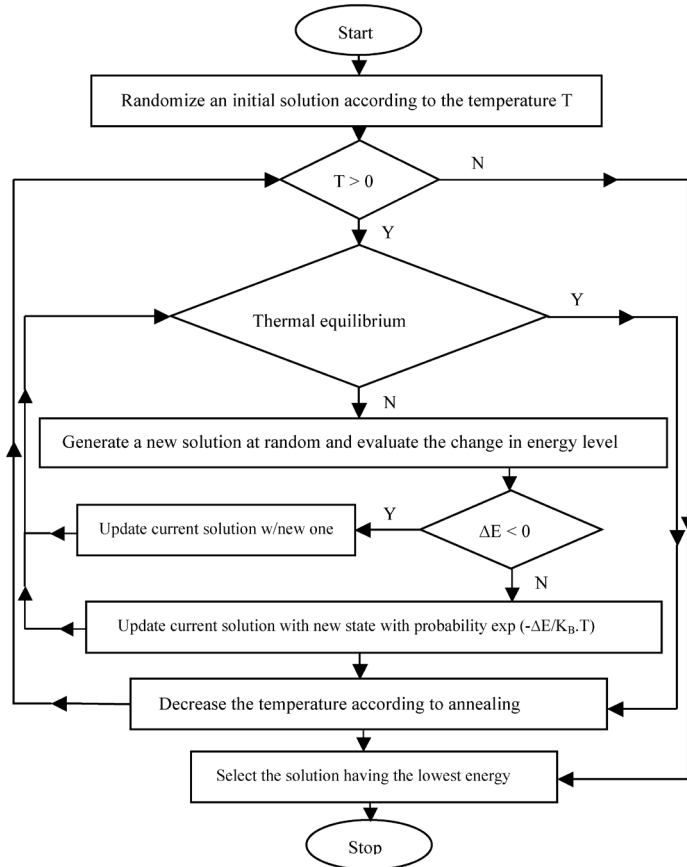 Start
Randomize an initial solution according to the temperature T
T > 0
N
Y
Thermal equilibrium
Y
N
Generate a new solution at random and evaluate the change in energy level
Update current solution w/new one
Y
ΔE < 0
N
Update current solution with new state with probability exp (-ΔE/K_B.T)
Decrease the temperature according to annealing
Select the solution having the lowest energy
Stop